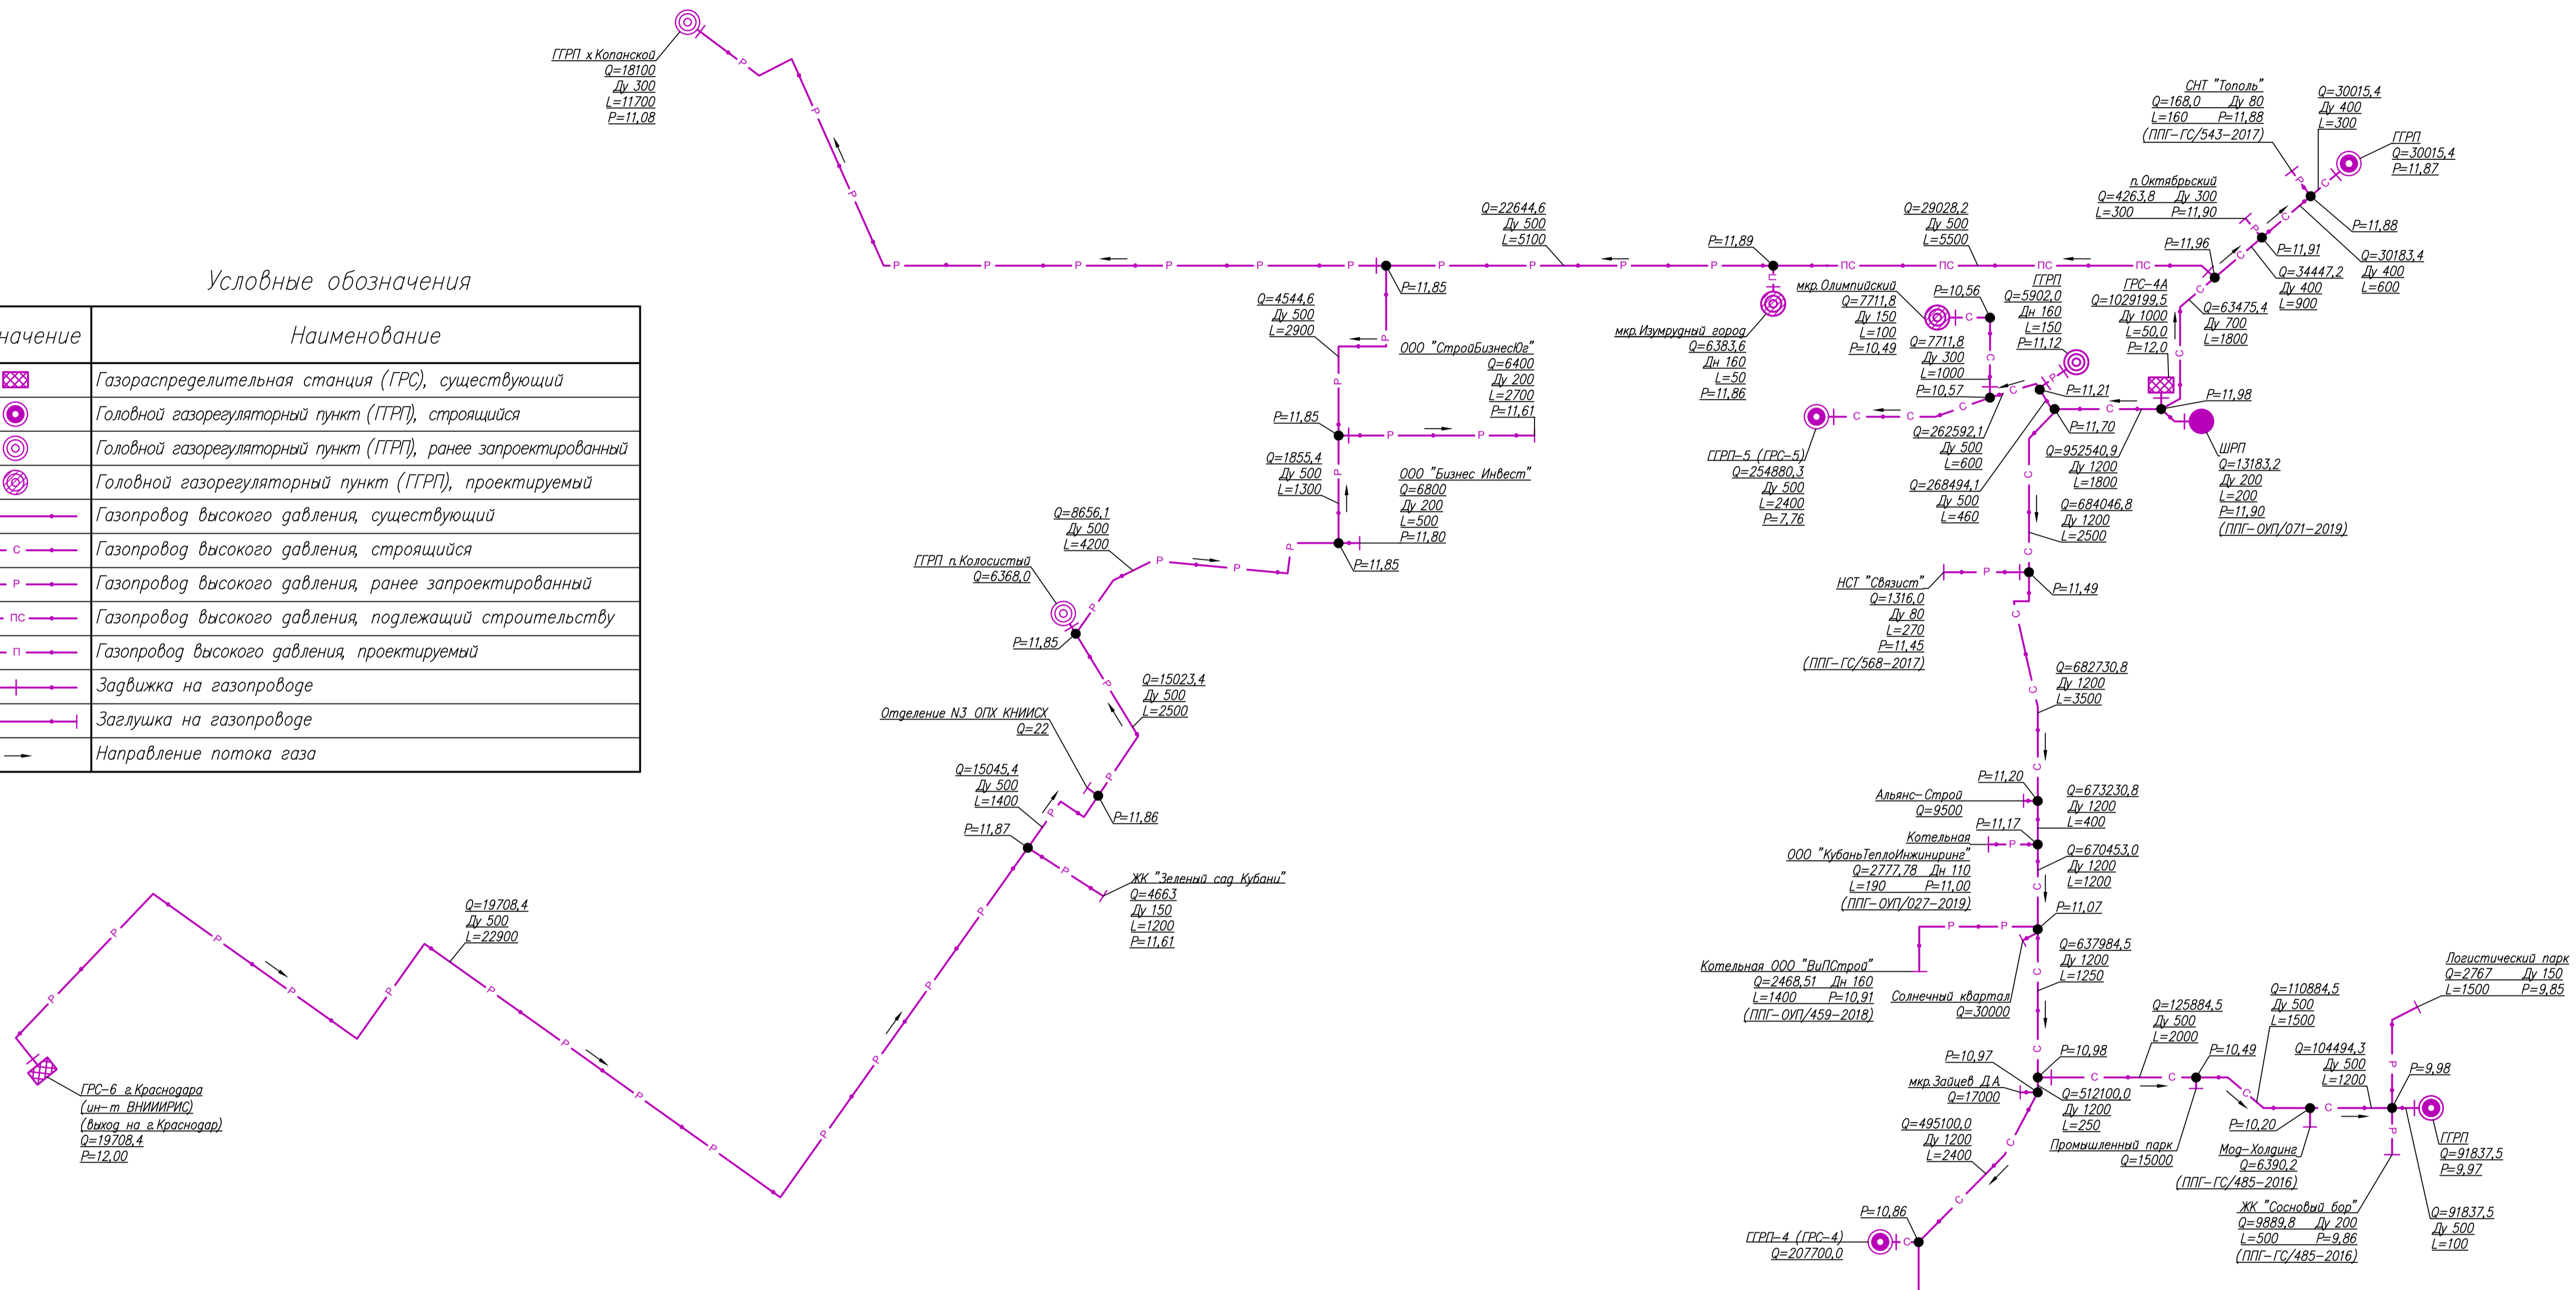 ГГРП х.Копанской
Q=18100
Ду 300
L=11700
P=11,08
Условные обозначения
начение
Наименование
Газораспределительная станция (ГРС), существующий
Головной газорегуляторный пункт (ГГРП), строящийся
Головной газорегуляторный пункт (ГГРП), ранее запроектированный
Головной газорегуляторный пункт (ГГРП), проектируемый
Газопровод высокого давления, существующий
С
Газопровод высокого давления, строящийся
Р
Газопровод высокого давления, ранее запроектированный
ПС
Газопровод высокого давления, подлежащий строительству
П
Газопровод высокого давления, проектируемый
Задвижка на газопроводе
Заглушка на газопроводе
Направление потока газа
Q=22644,6
Ду 500
L=5100
P=11,85
P=11,89
Q=29028,2
Ду 500
L=5500
СНТ "Тополь"
Q=168,0 Ду 80
L=160 P=11,88
(ППГ-ГС/543-2017)
Q=30015,4
Ду 400
L=300
ГГРП
Q=30015,4
P=11,87
п.Октябрьский
Q=4263,8 Ду 300
L=300 P=11,90
P=11,88
P=11,96
P=11,91
Q=30183,4
Ду 400
L=600
Q=34447,2
Ду 400
L=900
Q=63475,4
Ду 700
L=1800
ГРС-4А
Q=1029199,5
Ду 1000
L=50,0
P=12,0
ГГРП
Q=5902,0
Дн 160
L=150
P=11,12
мкр.Олимпийский
Q=7711,8
Ду 150
L=100
P=10,49
P=10,56
Q=7711,8
Ду 300
L=1000
P=10,57
P=11,21
P=11,98
P=11,70
мкр.Изумрудный город
Q=6383,6
Дн 160
L=50
P=11,86
Q=4544,6
Ду 500
L=2900
ООО "СтройБизнесЮг"
Q=6400
Ду 200
L=2700
P=11,61
P=11,85
Q=1855,4
Ду 500
L=1300
ООО "Бизнес Инвест"
Q=6800
Ду 200
L=500
P=11,80
P=11,85
ГГРП-5 (ГРС-5)
Q=254880,3
Ду 500
L=2400
P=7,76
Q=262592,1
Ду 500
L=600
Q=268494,1
Ду 500
L=460
Q=952540,9
Ду 1200
L=1800
ШРП
Q=13183,2
Ду 200
L=200
P=11,90
(ППГ-ОУП/071-2019)
Q=684046,8
Ду 1200
L=2500
Q=8656,1
Ду 500
L=4200
ГГРП п.Колосистый
Q=6368,0
P=11,85
НСТ "Связист"
Q=1316,0
Ду 80
L=270
P=11,45
(ППГ-ГС/568-2017)
P=11,49
Q=682730,8
Ду 1200
L=3500
Q=15023,4
Ду 500
L=2500
Отделение N3 ОПХ КНИИСХ
Q=22
Q=15045,4
Ду 500
L=1400
P=11,86
P=11,87
ЖК "Зеленый сад Кубани"
Q=4663
Ду 150
L=1200
P=11,61
Q=19708,4
Ду 500
L=22900
ГРС-6 г.Краснодара
(ин-т ВНИИИРИС)
(выход на г.Краснодар)
Q=19708,4
P=12,00
P=11,20
Альянс-Строй
Q=9500
Q=673230,8
Ду 1200
L=400
P=11,17
Котельная
ООО "КубаньТеплоИнжиниринг"
Q=2777,78 Дн 110
L=190 P=11,00
(ППГ-ОУП/027-2019)
Q=670453,0
Ду 1200
L=1200
P=11,07
Котельная ООО "ВиПСтрой"
Q=2468,51 Дн 160
L=1400 P=10,91
(ППГ-ОУП/459-2018)
Солнечный квартал
Q=30000
Q=637984,5
Ду 1200
L=1250
Логистический парк
Q=2767 Ду 150
L=1500 P=9,85
Q=125884,5
Ду 500
L=2000
Q=110884,5
Ду 500
L=1500
P=10,97
P=10,98
P=10,49
Q=104494,3
Ду 500
L=1200
P=9,98
мкр.Зайцев Д.А.
Q=17000
Q=512100,0
Ду 1200
L=250
Q=495100,0
Ду 1200
L=2400
Промышленный парк
Q=15000
P=10,20
Мод-Холдинг
Q=6390,2
(ППГ-ГС/485-2016)
ГГРП
Q=91837,5
P=9,97
ЖК "Сосновый бор"
Q=9889,8 Ду 200
L=500 P=9,86
(ППГ-ГС/485-2016)
Q=91837,5
Ду 500
L=100
P=10,86
ГГРП-4 (ГРС-4)
Q=207700,0